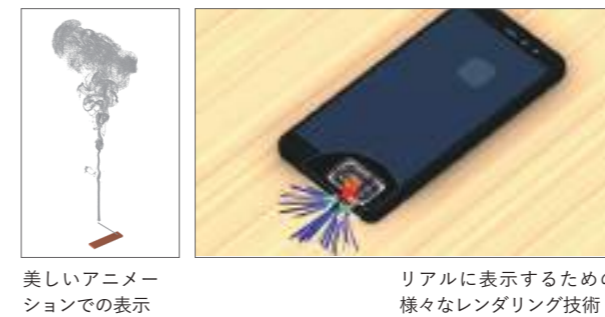 美しいアニメー
ションでの表示
リアルに表示するための
様々なレンダリング技術